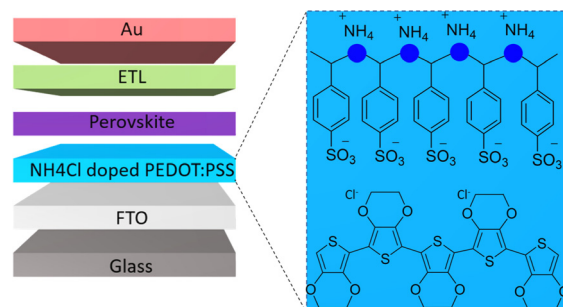 Au
ETL
Perovskite
NH4Cl doped PEDOT:PSS
FTO
Glass
+ + + +
NH₄ NH₄ NH₄ NH₄
− − − − −
SO₃ SO₃ SO₃ SO₃ SO₃
Cl⁻ Cl⁻
O O O O
S S S
S S
O O O O O O